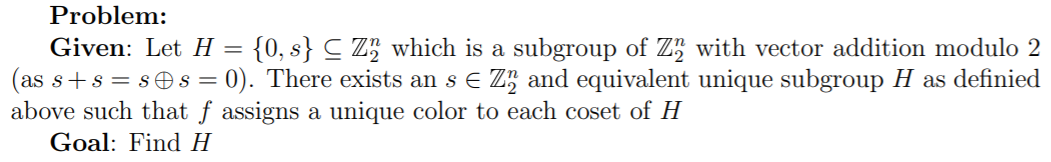 Problem:
Given: Let H = {0, s} ⊆ ℤ₂ⁿ which is a subgroup of ℤ₂ⁿ with vector addition modulo 2
(as s + s = s ⊕ s = 0). There exists an s ∈ ℤ₂ⁿ and equivalent unique subgroup H as definied
above such that f assigns a unique color to each coset of H
Goal: Find H